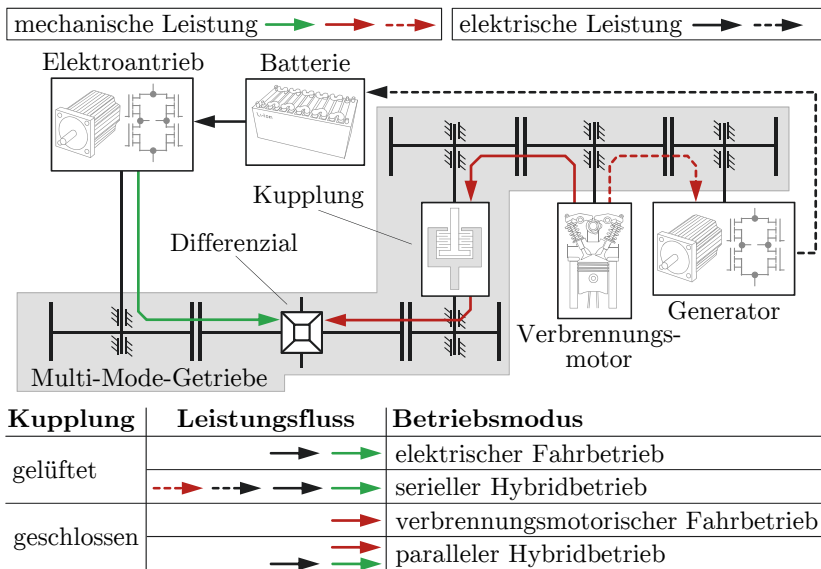 mechanische Leistung
elektrische Leistung
Elektroantrieb
Batterie
Kupplung
Differenzial
Generator
Verbrennungs-
motor
Multi-Mode-Getriebe
Kupplung Leistungsfluss Betriebsmodus
gelüftet
elektrischer Fahrbetrieb
serieller Hybridbetrieb
geschlossen
verbrennungsmotorischer Fahrbetrieb
paralleler Hybridbetrieb